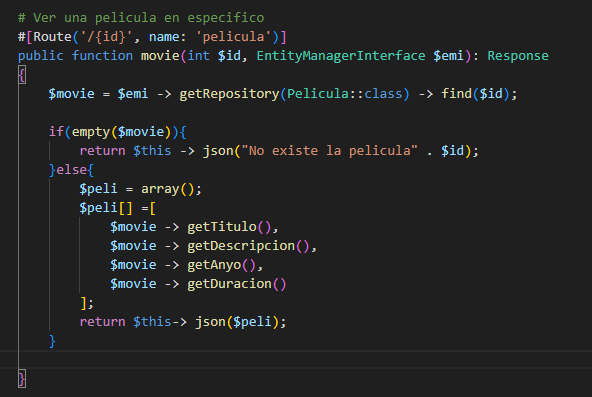 # Ver una pelicula en especifico
#[Route('/{id}', name: 'pelicula')]
public function movie(int $id, EntityManagerInterface $emi): Response
{
    $movie = $emi -> getRepository(Pelicula::class) -> find($id);

    if(empty($movie)){
        return $this -> json("No existe la pelicula" . $id);
    }else{
        $peli = array();
        $peli[] =[
            $movie -> getTitulo(),
            $movie -> getDescripcion(),
            $movie -> getAnyo(),
            $movie -> getDuracion()
        ];
        return $this-> json($peli);
    }

}